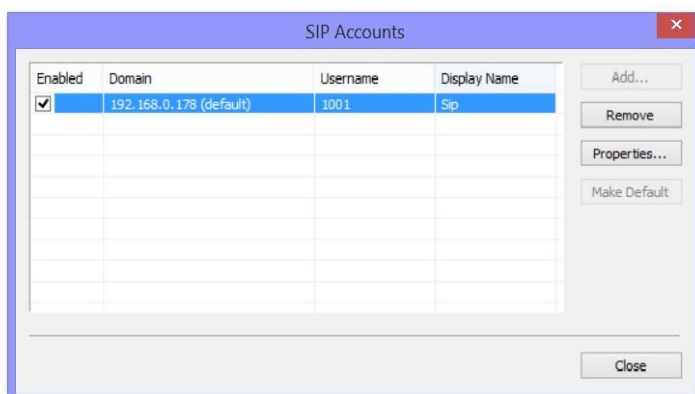 SIP Accounts
Enabled Domain Username Display Name
192.168.0.178 (default) 1001 Sip
Add...
Remove
Properties...
Make Default
Close